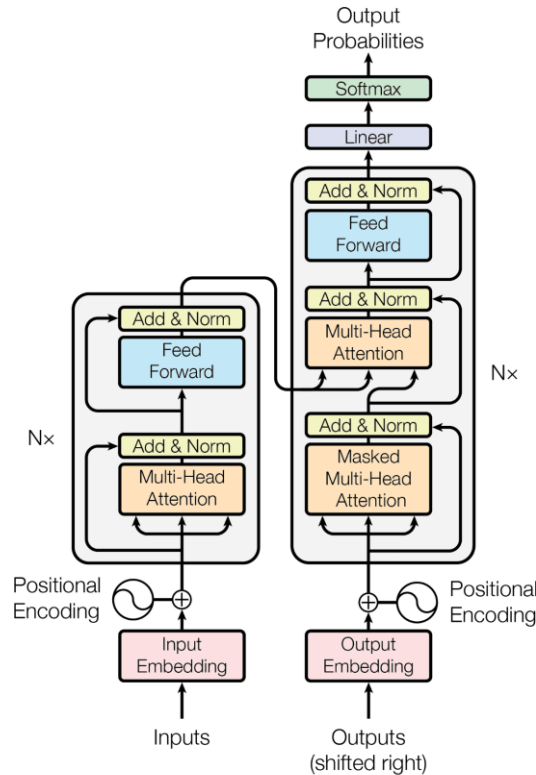 Output
Probabilities
Softmax
Linear
Add & Norm
Feed
Forward
Add & Norm
Multi-Head
Attention
Nx
Add & Norm
Masked
Multi-Head
Attention
Add & Norm
Feed
Forward
Nx
Add & Norm
Multi-Head
Attention
Positional
Encoding
Positional
Encoding
Input
Embedding
Output
Embedding
Inputs
Outputs
(shifted right)